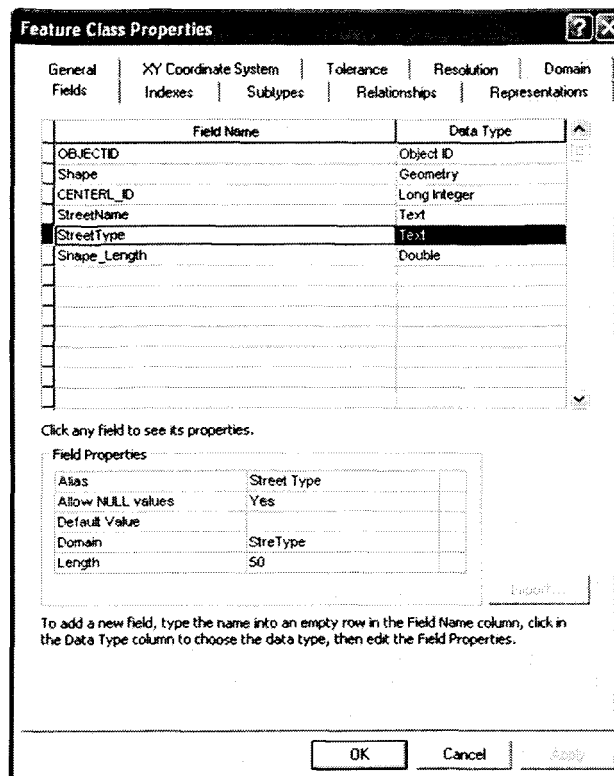 Feature Class Properties
General XY Coordinate System Tolerance Resolution Domain
Fields Indexes Subtypes Relationships Representations
Field Name Data Type
OBJECTID Object ID
Shape Geometry
CENTERL_ID Long Integer
StreetName Text
StreetType Text
Shape_Length Double
Click any field to see its properties.
Field Properties
Alias Street Type
Allow NULL values Yes
Default Value
Domain StreType
Length 50
Import...
To add a new field, type the name into an empty row in the Field Name column, click in
the Data Type column to choose the data type, then edit the Field Properties.
OK Cancel Apply